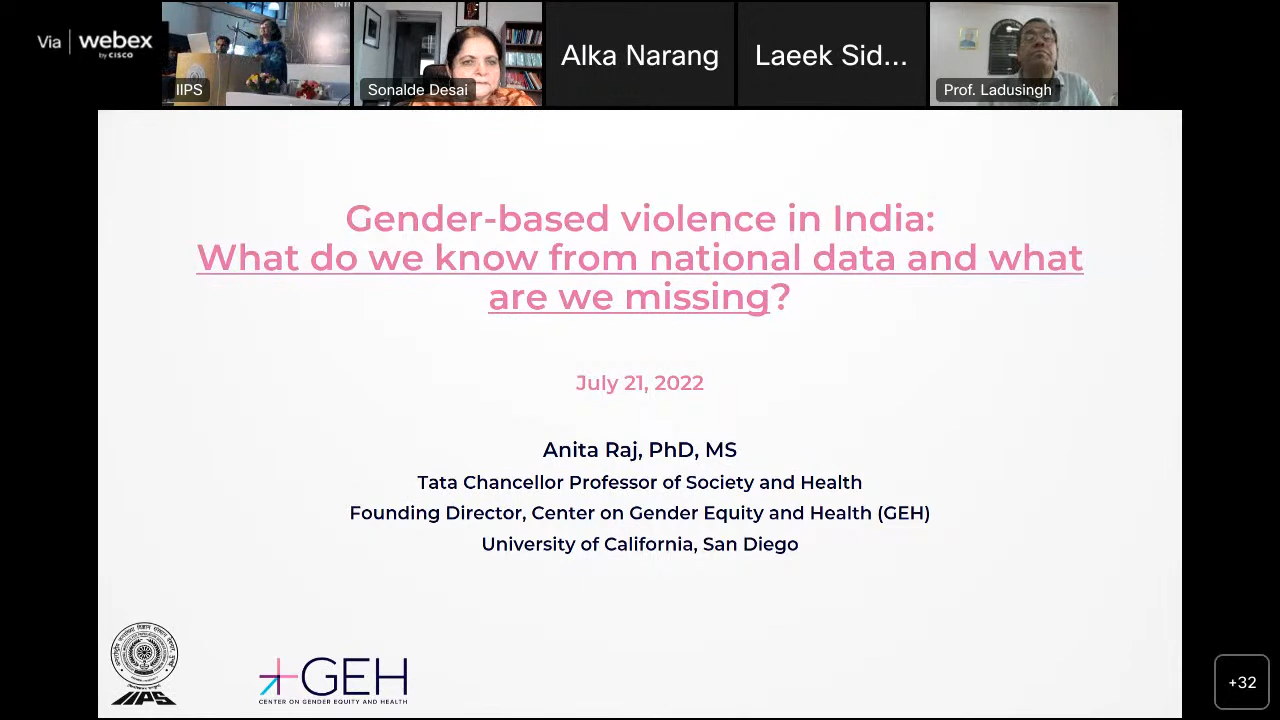 Via | webex
by CISCO
IIPS
Sonalde Desai
Alka Narang
Laeek Sid...
Prof. Ladusingh
Gender-based violence in India:
What do we know from national data and what
are we missing?
July 21, 2022
Anita Raj, PhD, MS
Tata Chancellor Professor of Society and Health
Founding Director, Center on Gender Equity and Health (GEH)
University of California, San Diego
IIPS
GEH
CENTER ON GENDER EQUITY AND HEALTH
+32